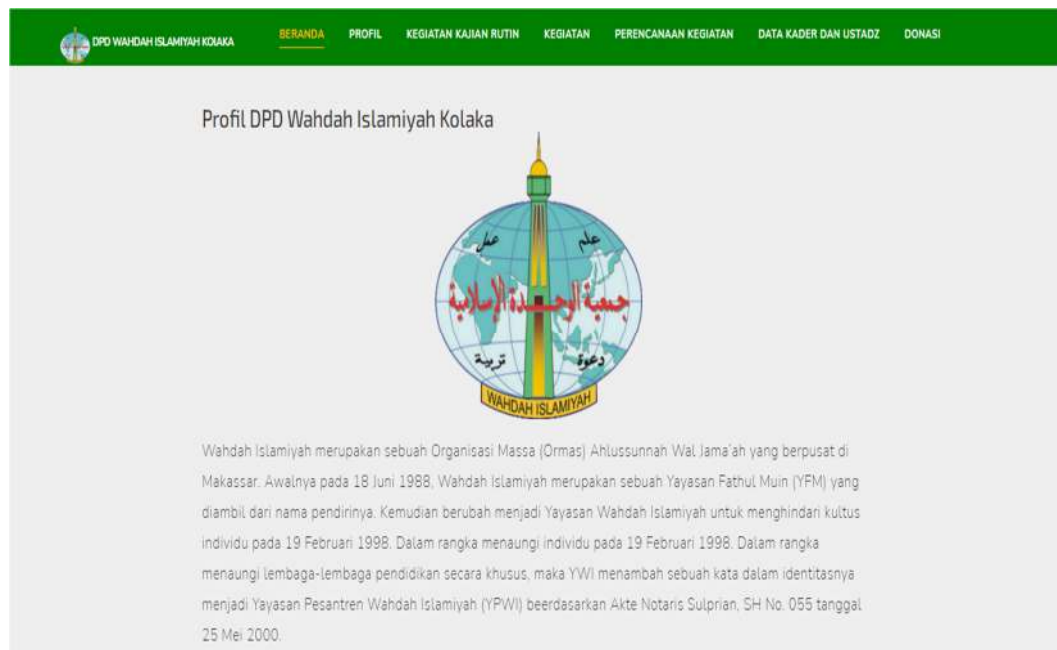 DPD WAHDAH ISLAMIYAH KOLAKA
BERANDA PROFIL KEGIATAN KAJIAN RUTIN KEGIATAN PERENCANAAN KEGIATAN DATA KADER DAN USTADZ DONASI
Profil DPD Wahdah Islamiyah Kolaka
عمل علم
جمعية الوحدة الإسلامية
تربية دعوة
WAHDAH ISLAMIYAH
Wahdah Islamiyah merupakan sebuah Organisasi Massa (Ormas) Ahlussunnah Wal Jama'ah yang berpusat di
Makassar. Awalnya pada 18 Juni 1988, Wahdah Islamiyah merupakan sebuah Yayasan Fathul Muin (YFM) yang
diambil dari nama pendirinya. Kemudian berubah menjadi Yayasan Wahdah Islamiyah untuk menghindari kultus
individu pada 19 Februari 1998. Dalam rangka menaungi individu pada 19 Februari 1998. Dalam rangka
menaungi lembaga-lembaga pendidikan secara khusus, maka YWI menambah sebuah kata dalam identitasnya
menjadi Yayasan Pesantren Wahdah Islamiyah (YPWI) beerdasarkan Akte Notaris Sulprian, SH No. 055 tanggal
25 Mei 2000.